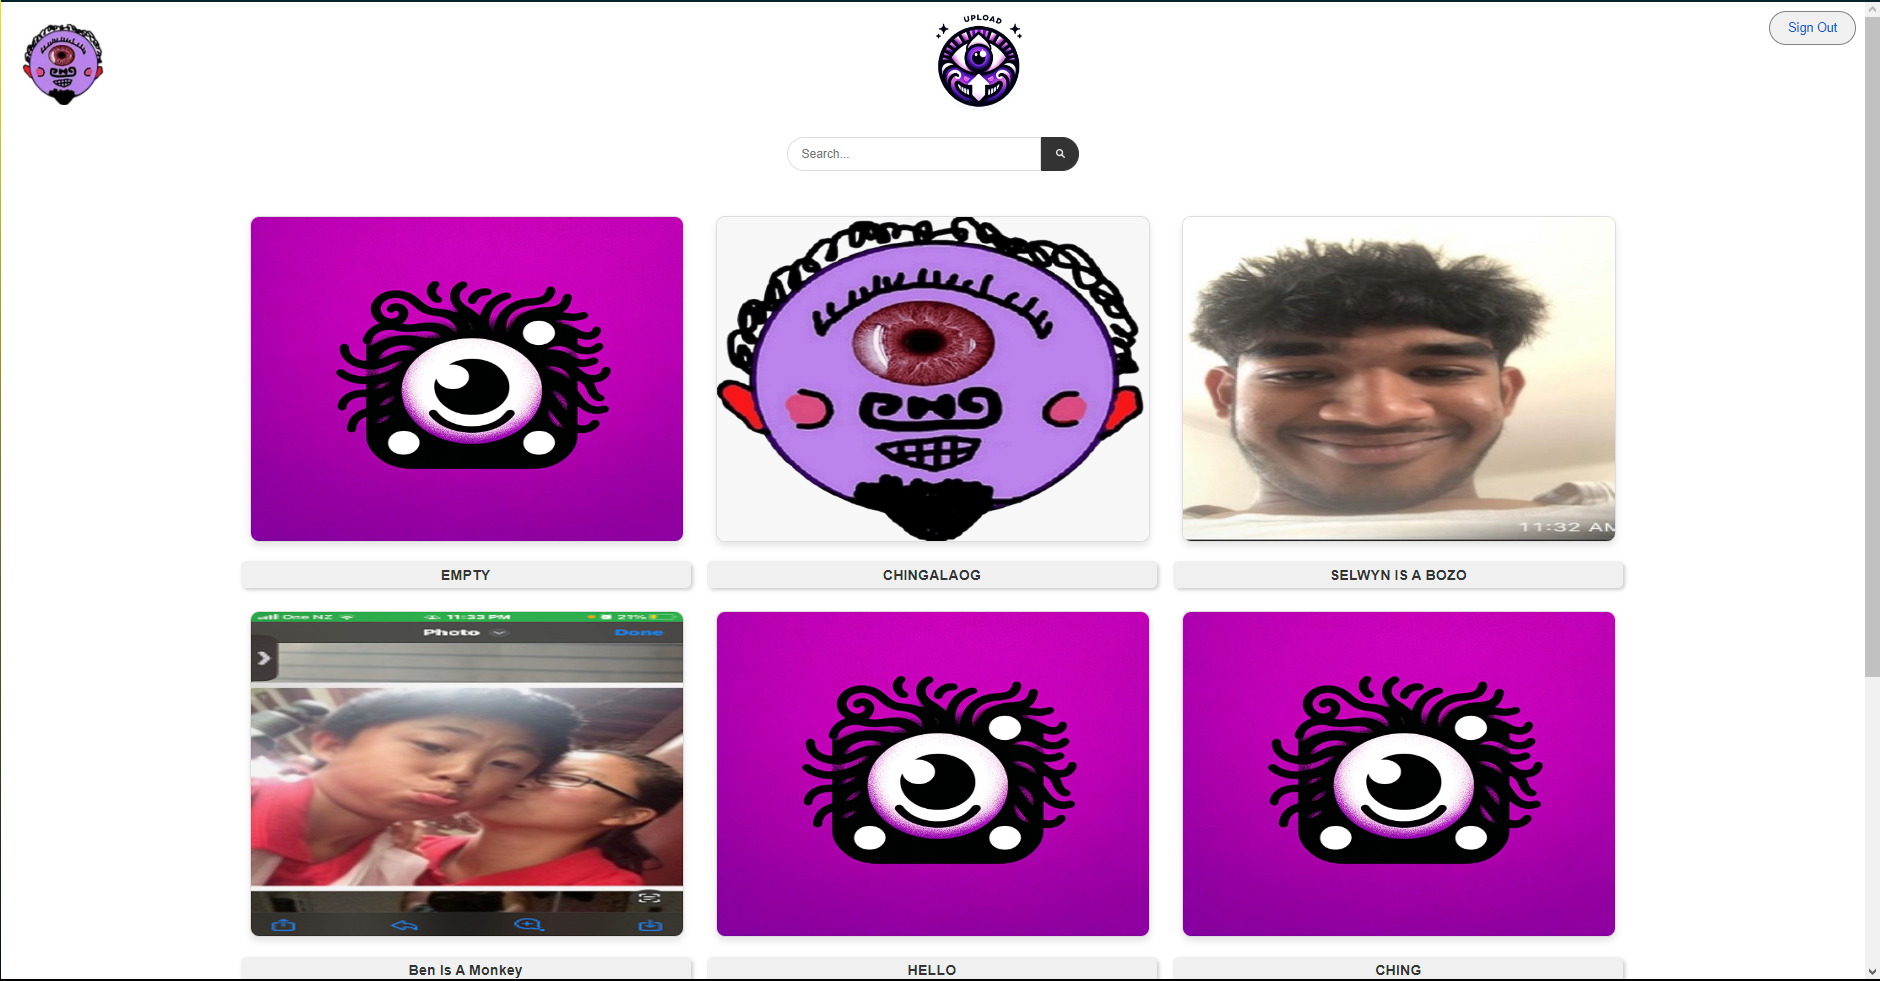 UPLOAD
Sign Out
Search...
11:32 AM
EMPTY
CHINGALAOG
SELWYN IS A BOZO
One NZ 11:33 PM 21%
Photo
Done
Ben Is A Monkey
HELLO
CHING